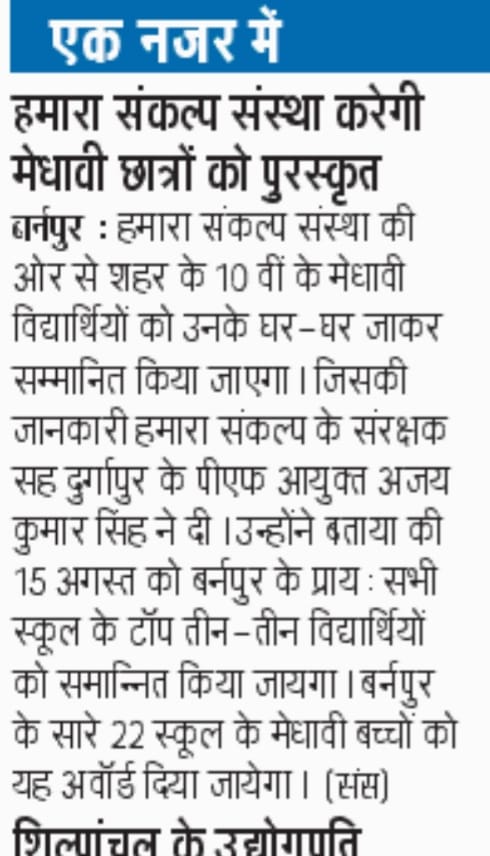 एक नजर में
हमारा संकल्प संस्था करेगी
मेधावी छात्रों को पुरस्कृत
बर्नपुर : हमारा संकल्प संस्था की
ओर से शहर के 10 वीं के मेधावी
विद्यार्थियों को उनके घर-घर जाकर
सम्मानित किया जाएगा । जिसकी
जानकारी हमारा संकल्प के संरक्षक
सह दुर्गापुर के पीएफ आयुक्त अजय
कुमार सिंह ने दी । उन्होंने बताया की
15 अगस्त को बर्नपुर के प्राय : सभी
स्कूल के टॉप तीन-तीन विद्यार्थियों
को समान्नित किया जायगा । बर्नपुर
के सारे 22 स्कूल के मेधावी बच्चों को
यह अवॉर्ड दिया जायेगा । (संस)
शिल्पांचल के उद्योगपति